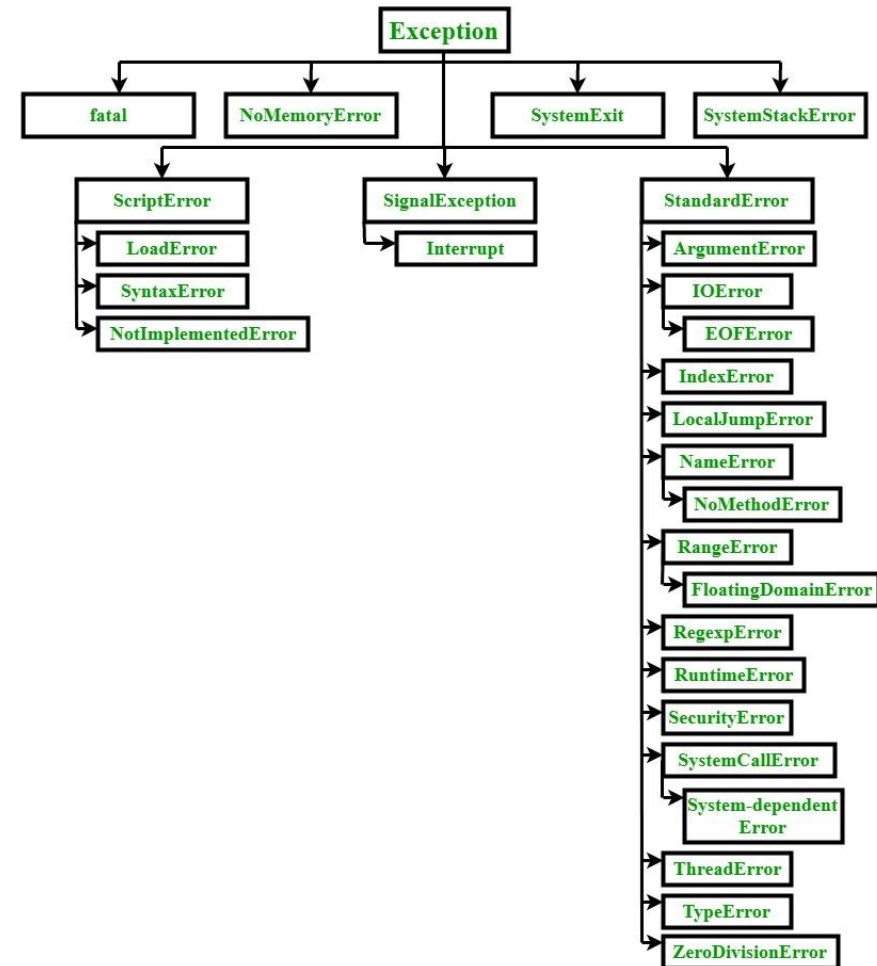 Exception
fatal
NoMemoryError
SystemExit
SystemStackError
ScriptError
SignalException
StandardError
LoadError
Interrupt
ArgumentError
SyntaxError
IOError
NotImplementedError
EOFError
IndexError
LocalJumpError
NameError
NoMethodError
RangeError
FloatingDomainError
RegexpError
RuntimeError
SecurityError
SystemCallError
System-dependent
Error
ThreadError
TypeError
ZeroDivisionError